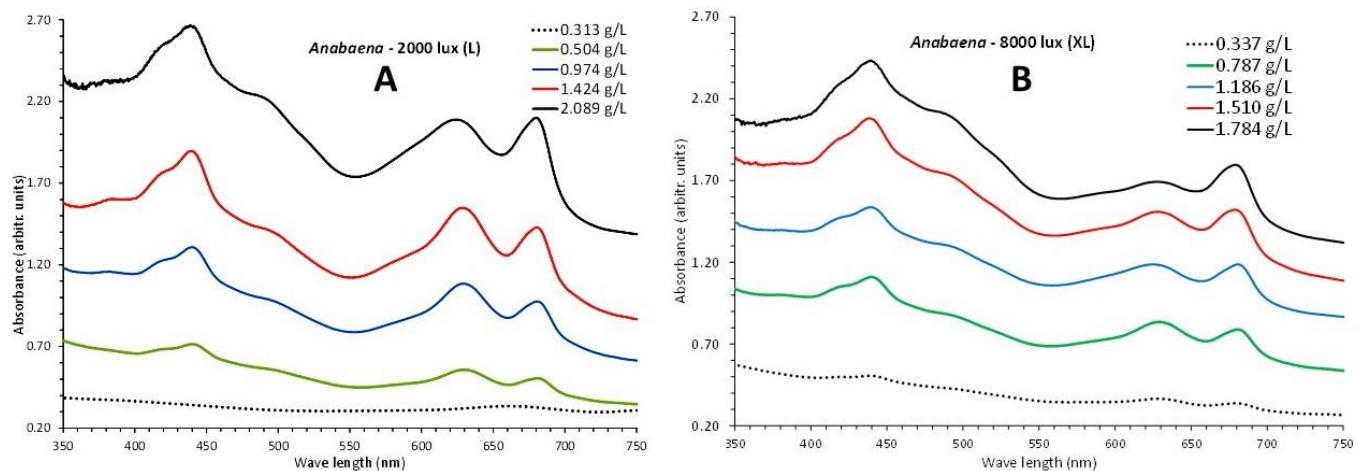 2.70
2.20
1.70
1.20
0.70
0.20
Absorbance (arbitr. units)
Anabaena - 2000 lux (L)
A
0.313 g/L
0.504 g/L
0.974 g/L
1.424 g/L
2.089 g/L
350 400 450 500 550 600 650 700 750
Wave length (nm)
2.70
2.20
1.70
1.20
0.70
0.20
Absorbance (arbitr. units)
Anabaena - 8000 lux (XL)
B
0.337 g/L
0.787 g/L
1.186 g/L
1.510 g/L
1.784 g/L
350 400 450 500 550 600 650 700 750
Wave length (nm)